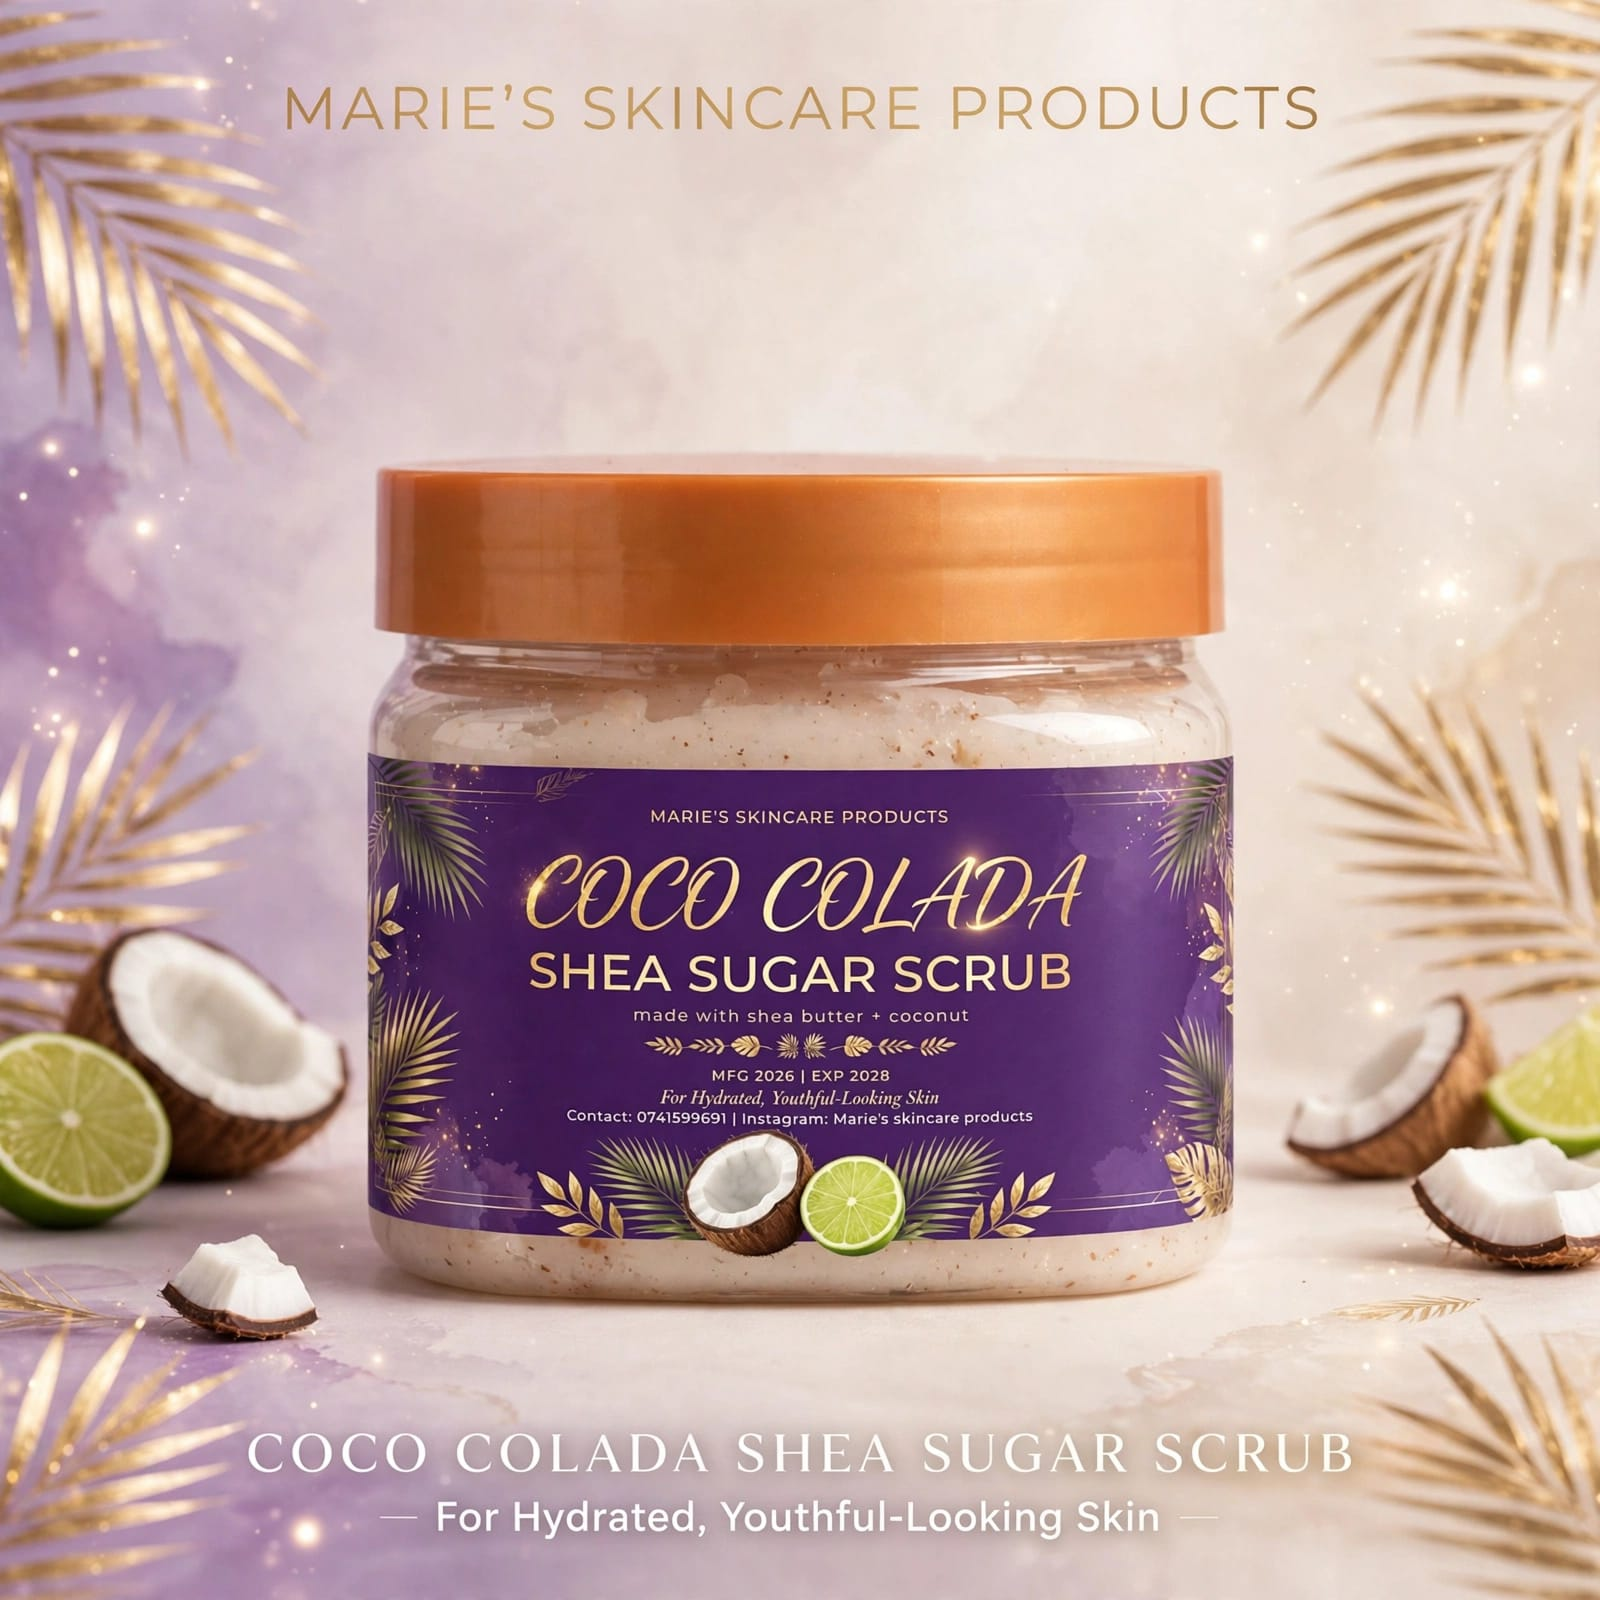 MARIE'S SKINCARE PRODUCTS
MARIE'S SKINCARE PRODUCTS
COCO COLADA
SHEA SUGAR SCRUB
made with shea butter + coconut
MFG 2026 | EXP 2028
For Hydrated, Youthful-Looking Skin
Contact: 0741599691 | Instagram: Marie's skincare products
COCO COLADA SHEA SUGAR SCRUB
— For Hydrated, Youthful-Looking Skin —